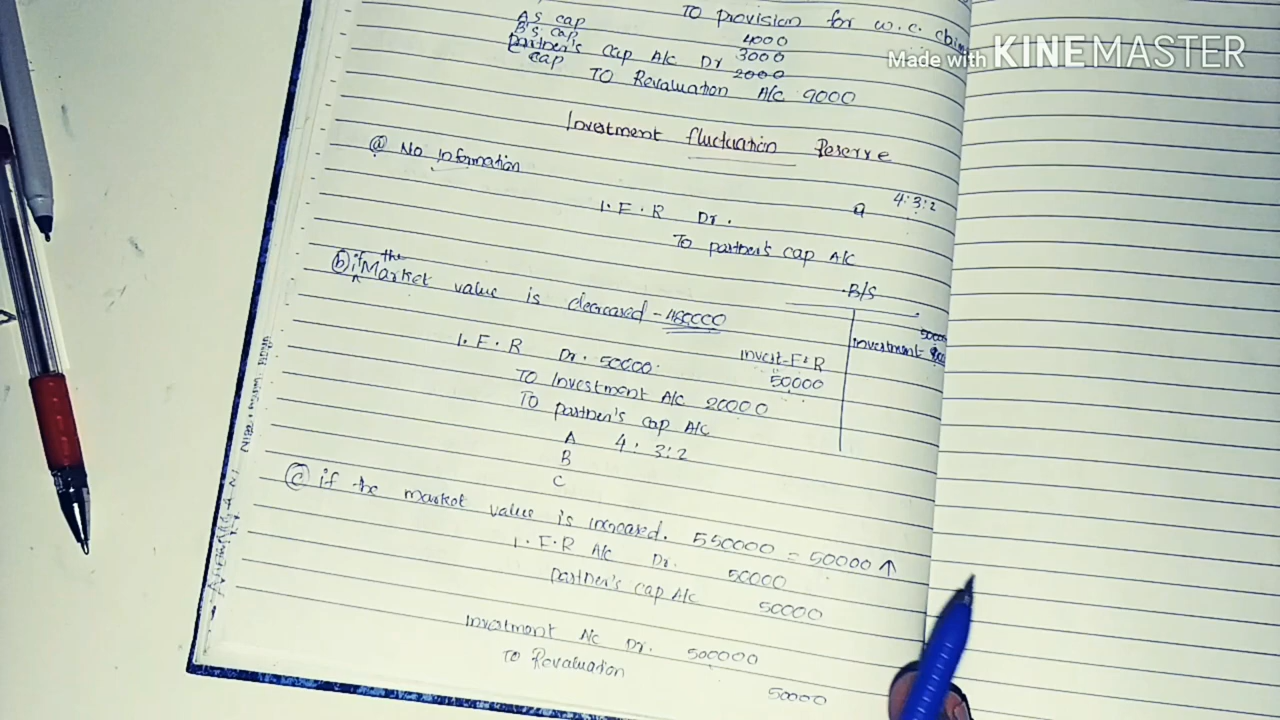 As cap
To provision for w.c.
4000
B's cap
Partner's cap A/c Dr 3000
C cap
2000
To Revaluation A/c 9000
Made with KINEMASTER
Investment fluctuation Reserve
ⓐ No information
4:3:2
I.F.R Dr.
To partner's cap A/c
ⓑ if the Market value is decreased - 480000
B/S
I.F.R Dr. 50000
Invest-F&R
50000
Investment
50000
To Investment A/c 20000
To partner's cap A/c
A 4:3:2
B
C
ⓒ if the market value is increased. 550000 = 50000 ↑
I.F.R A/c Dr. 50000
partner's cap A/c 50000
Investment A/c Dr. 500000
To Revaluation 50000